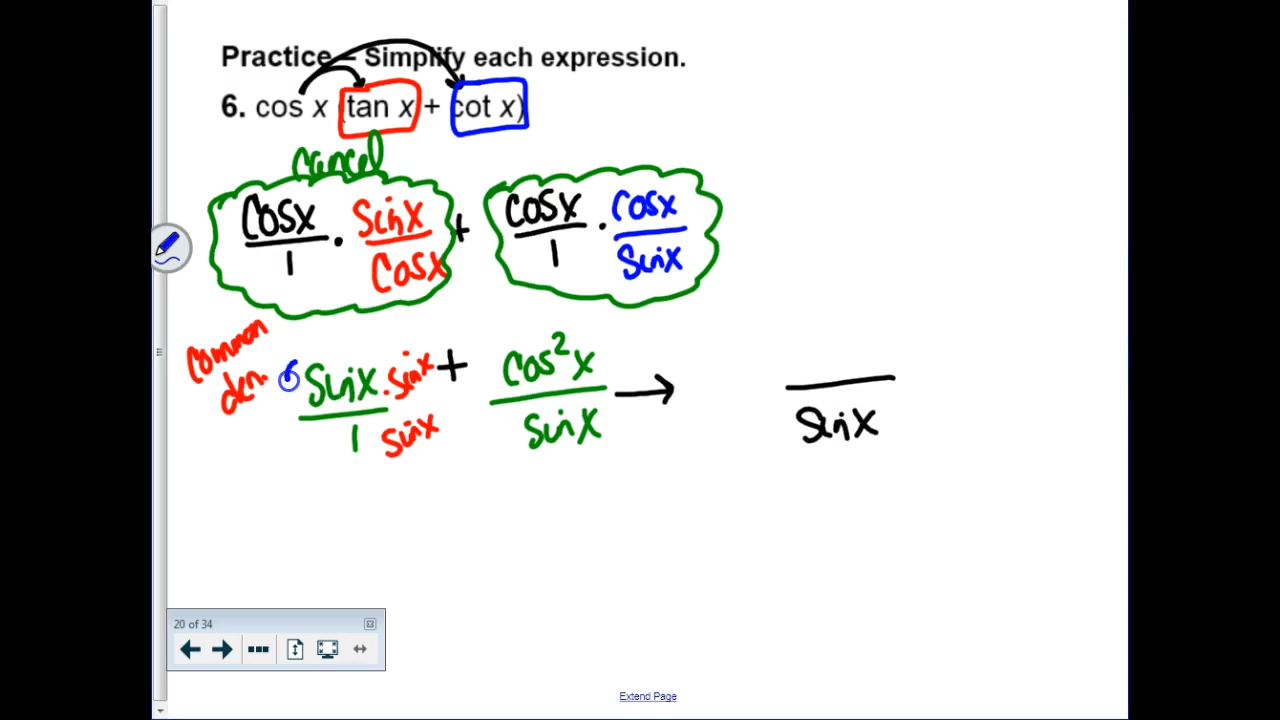 Practice – Simplify each expression.
6. cos x (tan x + cot x)
cancel
cosx/1 · sinx/cosx + cosx/1 · cosx/sinx
common den.
sinx · sinx/1 sinx + cos²x/sinx → /sinx
20 of 34
Extend Page